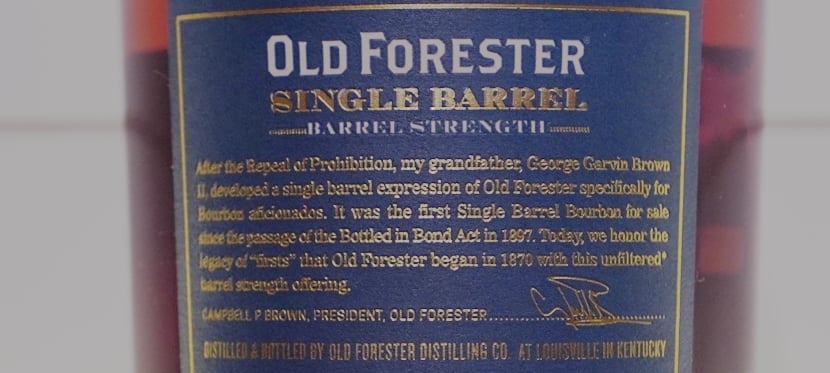 OLD FORESTER
SINGLE BARREL
BARREL STRENGTH
After the Repeal of Prohibition, my grandfather, George Garvin Brown
II, developed a single barrel expression of Old Forester specifically for
Bourbon aficionados. It was the first Single Barrel Bourbon for sale
since the passage of the Bottled in Bond Act in 1897. Today, we honor the
legacy of "firsts" that Old Forester began in 1870 with this unfiltered*
barrel strength offering.
CAMPBELL P BROWN, PRESIDENT, OLD FORESTER
DISTILLED & BOTTLED BY OLD FORESTER DISTILLING CO. AT LOUISVILLE IN KENTUCKY